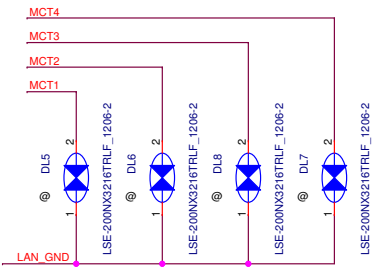 MCT4
MCT3
MCT2
MCT1
2
DL5
@
1
LSE-200NX3216TRLF_1206-2
2
DL6
@
1
LSE-200NX3216TRLF_1206-2
2
DL8
@
1
LSE-200NX3216TRLF_1206-2
2
DL7
@
1
LSE-200NX3216TRLF_1206-2
LAN_GND